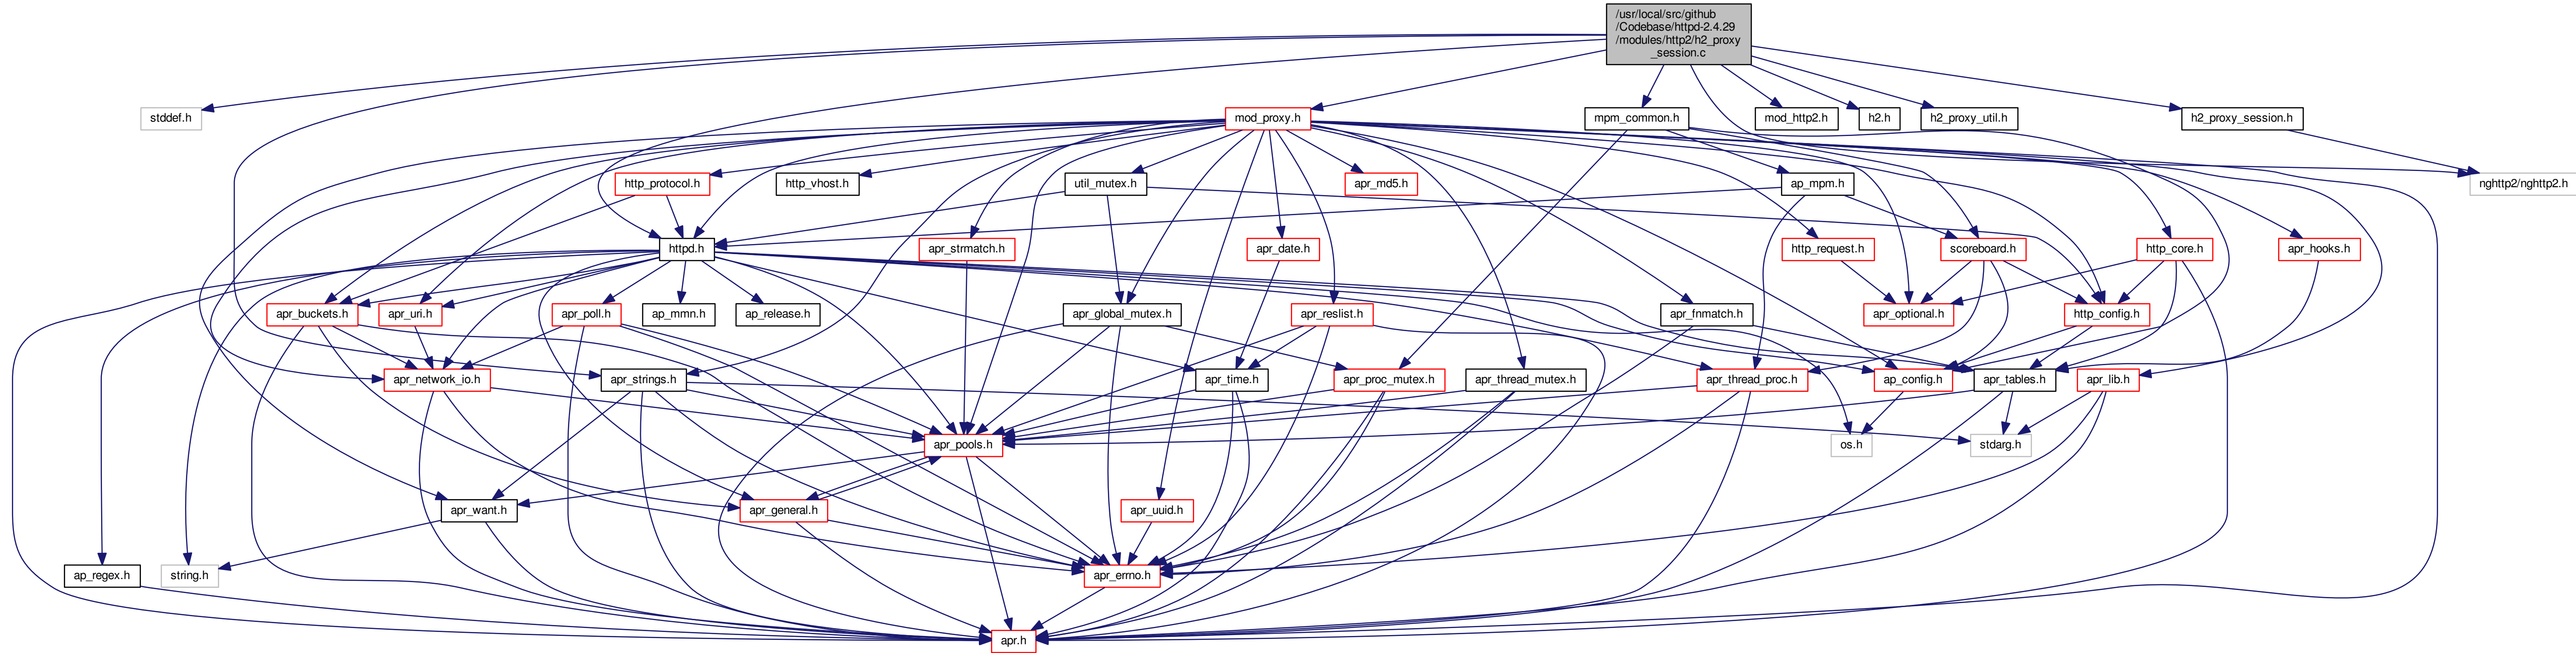 /usr/local/src/github
/Codebase/httpd-2.4.29
/modules/http2/h2_proxy
_session.c
stddef.h
mod_proxy.h
mpm_common.h
mod_http2.h
h2.h
h2_proxy_util.h
h2_proxy_session.h
http_protocol.h
http_vhost.h
util_mutex.h
apr_md5.h
ap_mpm.h
nghttp2/nghttp2.h
httpd.h
apr_strmatch.h
apr_date.h
http_request.h
scoreboard.h
http_core.h
apr_hooks.h
apr_buckets.h
apr_uri.h
apr_poll.h
ap_mmn.h
ap_release.h
apr_global_mutex.h
apr_reslist.h
apr_fnmatch.h
apr_optional.h
http_config.h
apr_network_io.h
apr_strings.h
apr_time.h
apr_proc_mutex.h
apr_thread_mutex.h
apr_thread_proc.h
ap_config.h
apr_tables.h
apr_lib.h
apr_pools.h
os.h
stdarg.h
apr_want.h
apr_general.h
apr_uuid.h
ap_regex.h
string.h
apr_errno.h
apr.h